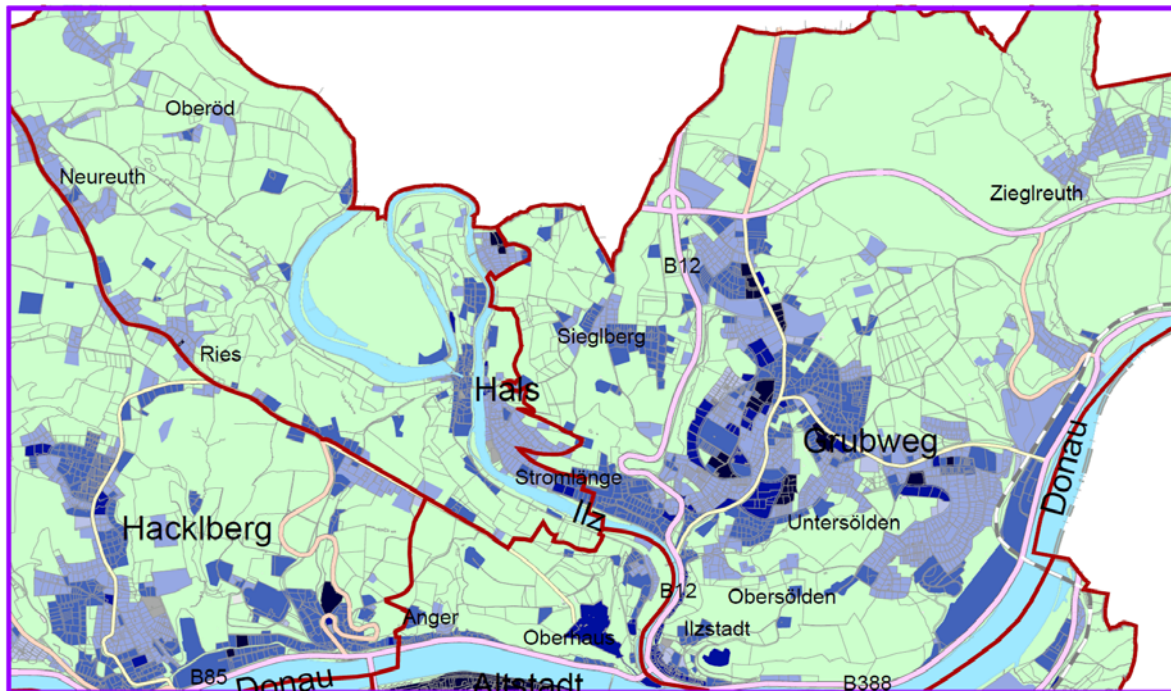 Oberöd
Neureuth
Zieglreuth
B12
Sieglberg
Ries
Hals
Grubweg
Donau
Stromlänge
Ilz
Hacklberg
Untersölden
B12
Obersölden
Anger
Ilzstadt
Oberhaus
B85
Donau
Altstadt
B388